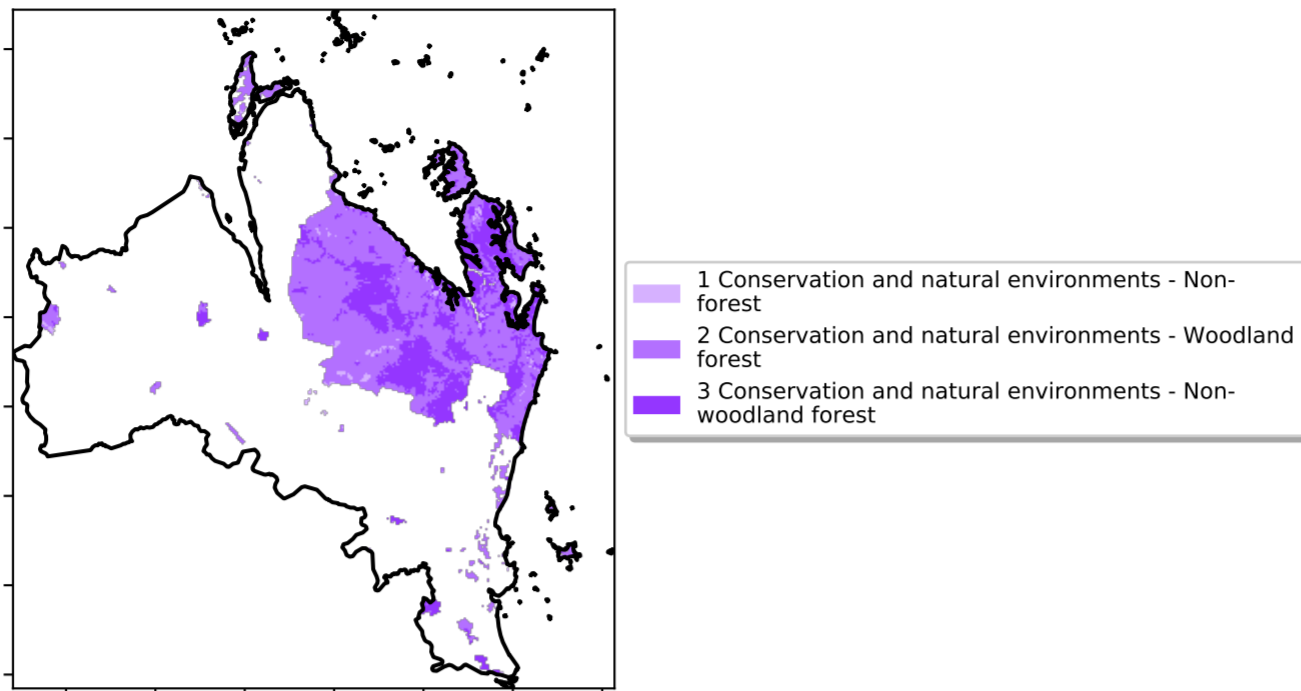 1 Conservation and natural environments - Non-
forest
2 Conservation and natural environments - Woodland
forest
3 Conservation and natural environments - Non-
woodland forest